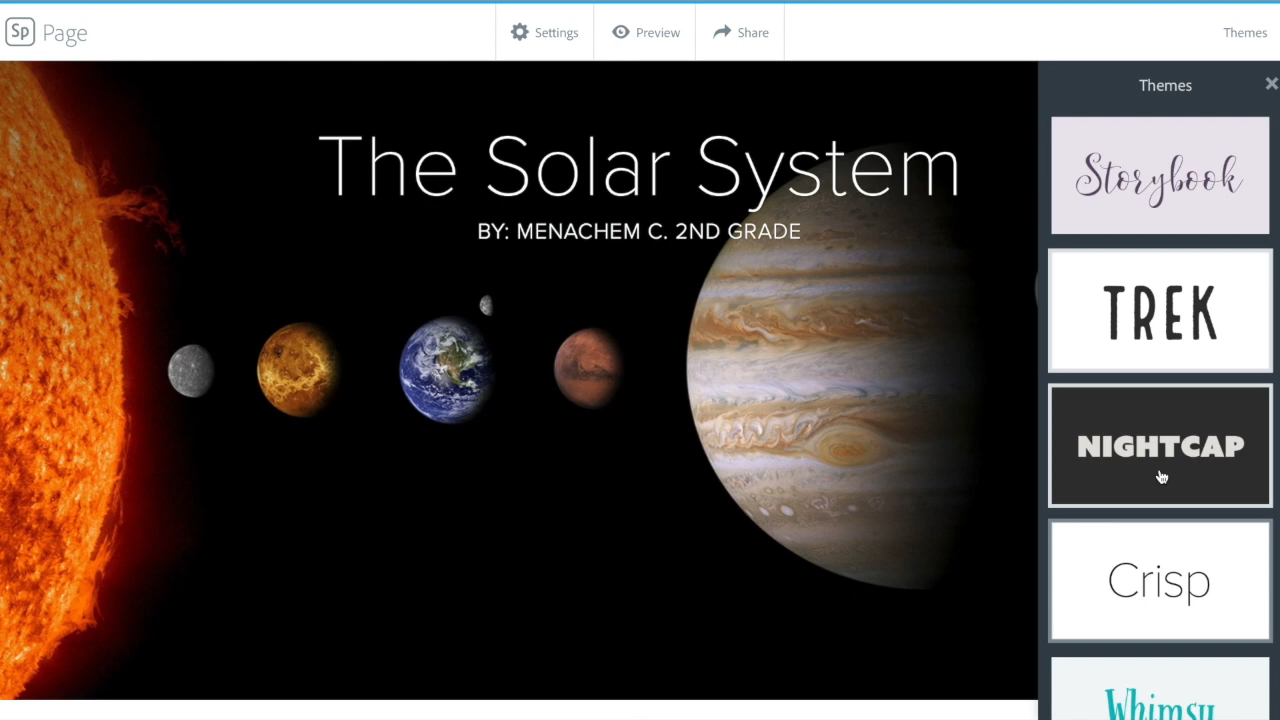 Sp Page
Settings
Preview
Share
Themes
Themes
The Solar System
BY: MENACHEM C. 2ND GRADE
Storybook
TREK
NIGHTCAP
Crisp
Whimsy